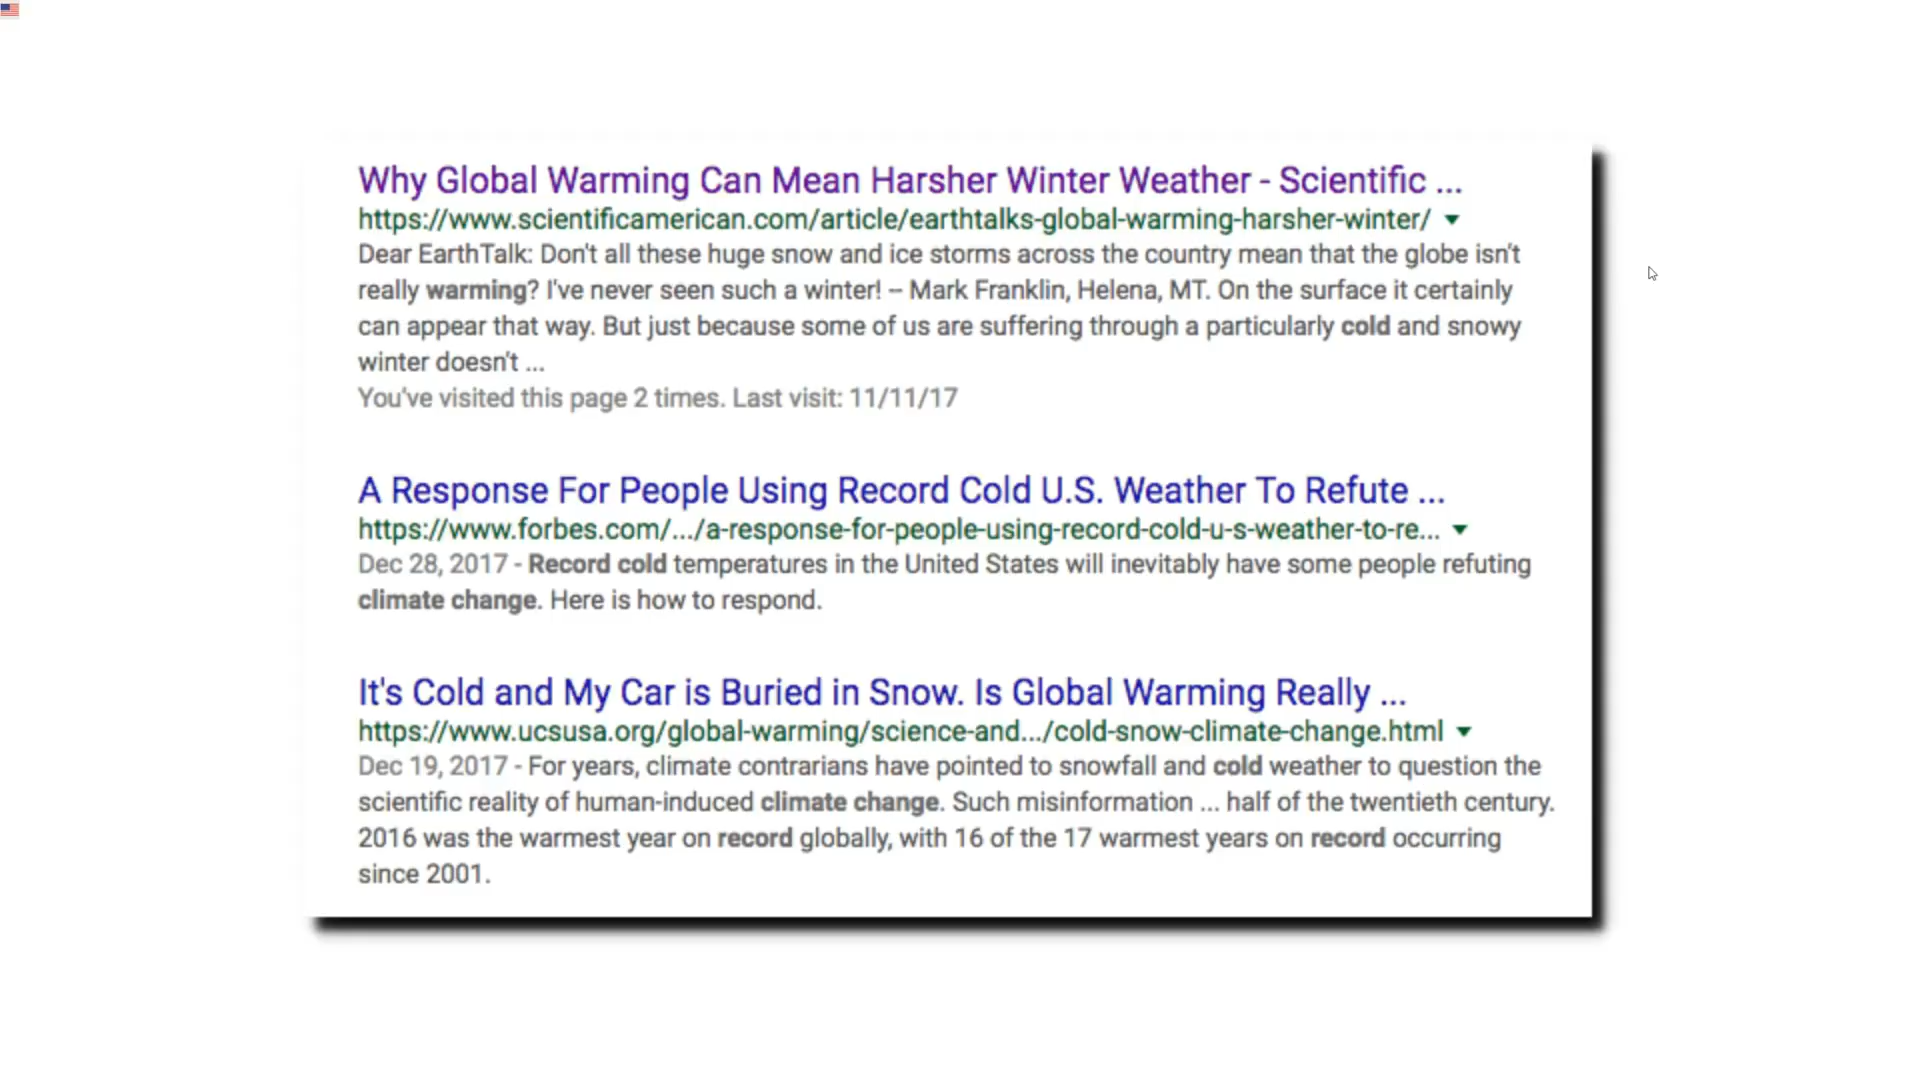 Why Global Warming Can Mean Harsher Winter Weather - Scientific ...
https://www.scientificamerican.com/article/earthtalks-global-warming-harsher-winter/
Dear EarthTalk: Don't all these huge snow and ice storms across the country mean that the globe isn't
really warming? I've never seen such a winter! -- Mark Franklin, Helena, MT. On the surface it certainly
can appear that way. But just because some of us are suffering through a particularly cold and snowy
winter doesn't ...
You've visited this page 2 times. Last visit: 11/11/17
A Response For People Using Record Cold U.S. Weather To Refute ...
https://www.forbes.com/.../a-response-for-people-using-record-cold-u-s-weather-to-re...
Dec 28, 2017 - Record cold temperatures in the United States will inevitably have some people refuting
climate change. Here is how to respond.
It's Cold and My Car is Buried in Snow. Is Global Warming Really ...
https://www.ucsusa.org/global-warming/science-and.../cold-snow-climate-change.html
Dec 19, 2017 - For years, climate contrarians have pointed to snowfall and cold weather to question the
scientific reality of human-induced climate change. Such misinformation ... half of the twentieth century.
2016 was the warmest year on record globally, with 16 of the 17 warmest years on record occurring
since 2001.